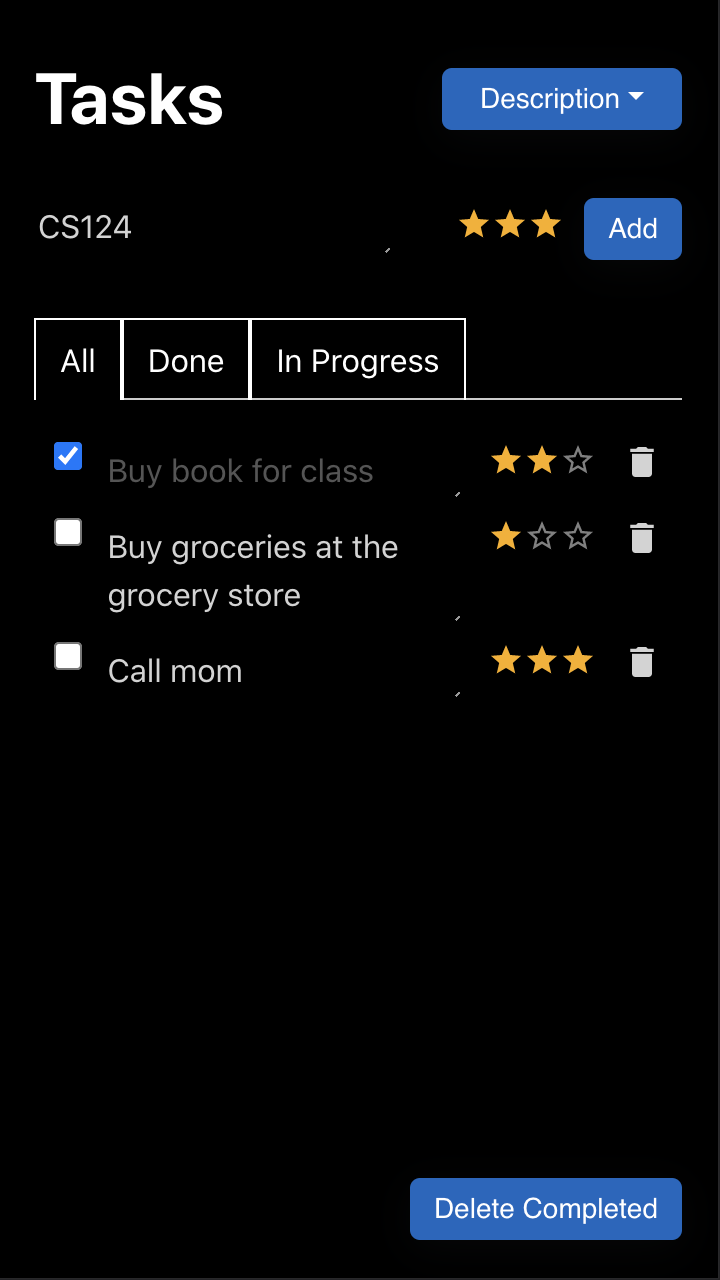 Tasks
Description
CS124
Add
All
Done
In Progress
Buy book for class
Buy groceries at the
grocery store
Call mom
Delete Completed